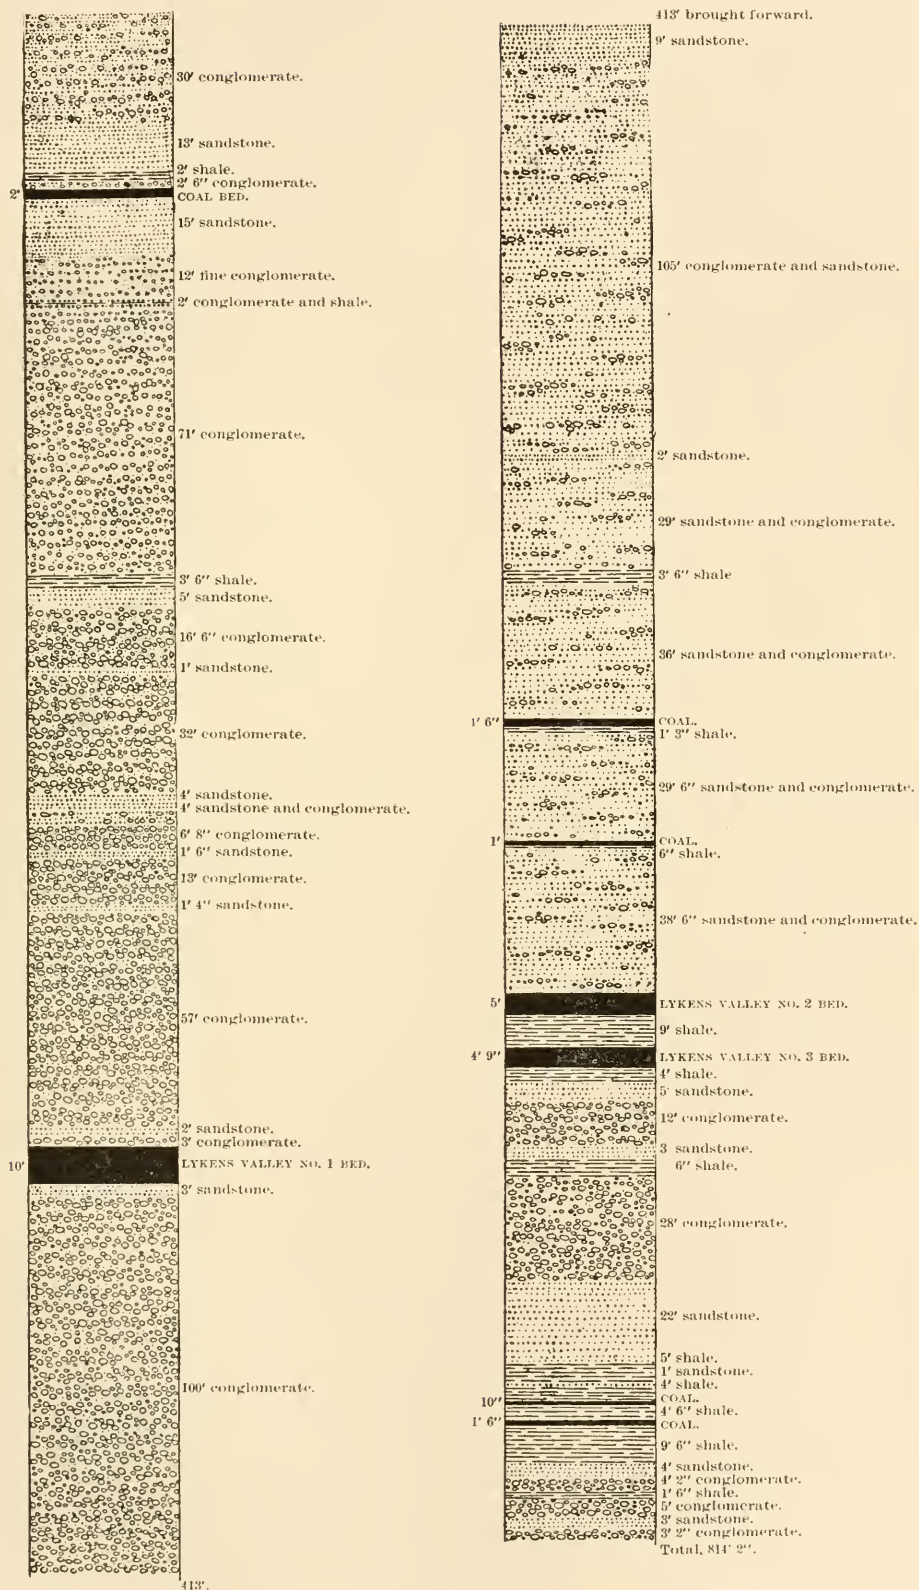 30′ conglomerate.
13′ sandstone.
2′ shale.
2′ 6″ conglomerate.
2′ COAL BED.
15′ sandstone.
12′ fine conglomerate.
2′ conglomerate and shale.
71′ conglomerate.
3′ 6″ shale.
5′ sandstone.
16′ 6″ conglomerate.
1′ sandstone.
32′ conglomerate.
4′ sandstone.
4′ sandstone and conglomerate.
6′ 8″ conglomerate.
1′ 6″ sandstone.
13′ conglomerate.
1′ 4″ sandstone.
57′ conglomerate.
2′ sandstone.
3′ conglomerate.
10′ LYKENS VALLEY NO. 1 BED.
3′ sandstone.
100′ conglomerate.
413′.
413′ brought forward.
9′ sandstone.
105′ conglomerate and sandstone.
2′ sandstone.
29′ sandstone and conglomerate.
3′ 6″ shale
36′ sandstone and conglomerate.
1′ 6″ COAL.
1′ 3″ shale.
29′ 6″ sandstone and conglomerate.
1′ COAL.
6″ shale.
38′ 6″ sandstone and conglomerate.
5′ LYKENS VALLEY NO. 2 BED.
9′ shale.
4′ 9″ LYKENS VALLEY NO. 3 BED.
4′ shale.
5′ sandstone.
12′ conglomerate.
3 sandstone.
6″ shale.
28′ conglomerate.
22′ sandstone.
5′ shale.
1′ sandstone.
4′ shale.
10″ COAL.
4′ 6″ shale.
1′ 6″ COAL.
9′ 6″ shale.
4′ sandstone.
4′ 2″ conglomerate.
1′ 6″ shale.
5′ conglomerate.
3′ sandstone.
3′ 2″ conglomerate.
Total, 814′ 2″.